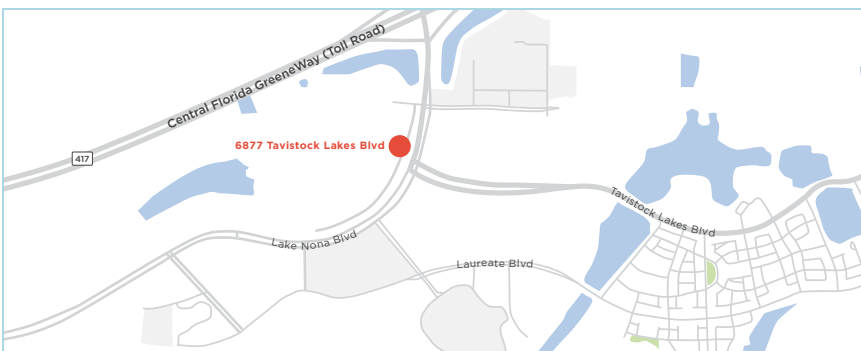 Central Florida GreeneWay (Toll Road)
417
6877 Tavistock Lakes Blvd
Tavistock Lakes Blvd
Lake Nona Blvd
Laureate Blvd